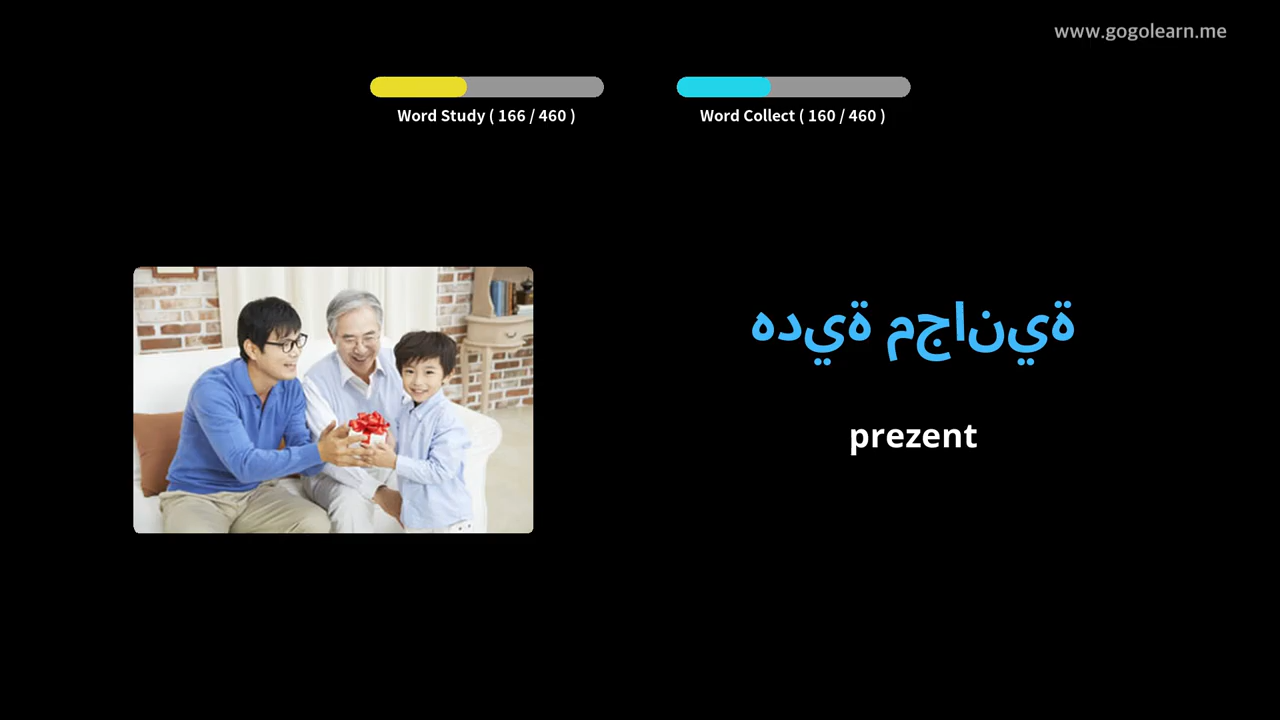 www.gogolearn.me
Word Study ( 166 / 460 )
Word Collect ( 160 / 460 )
هدية مجانية
prezent